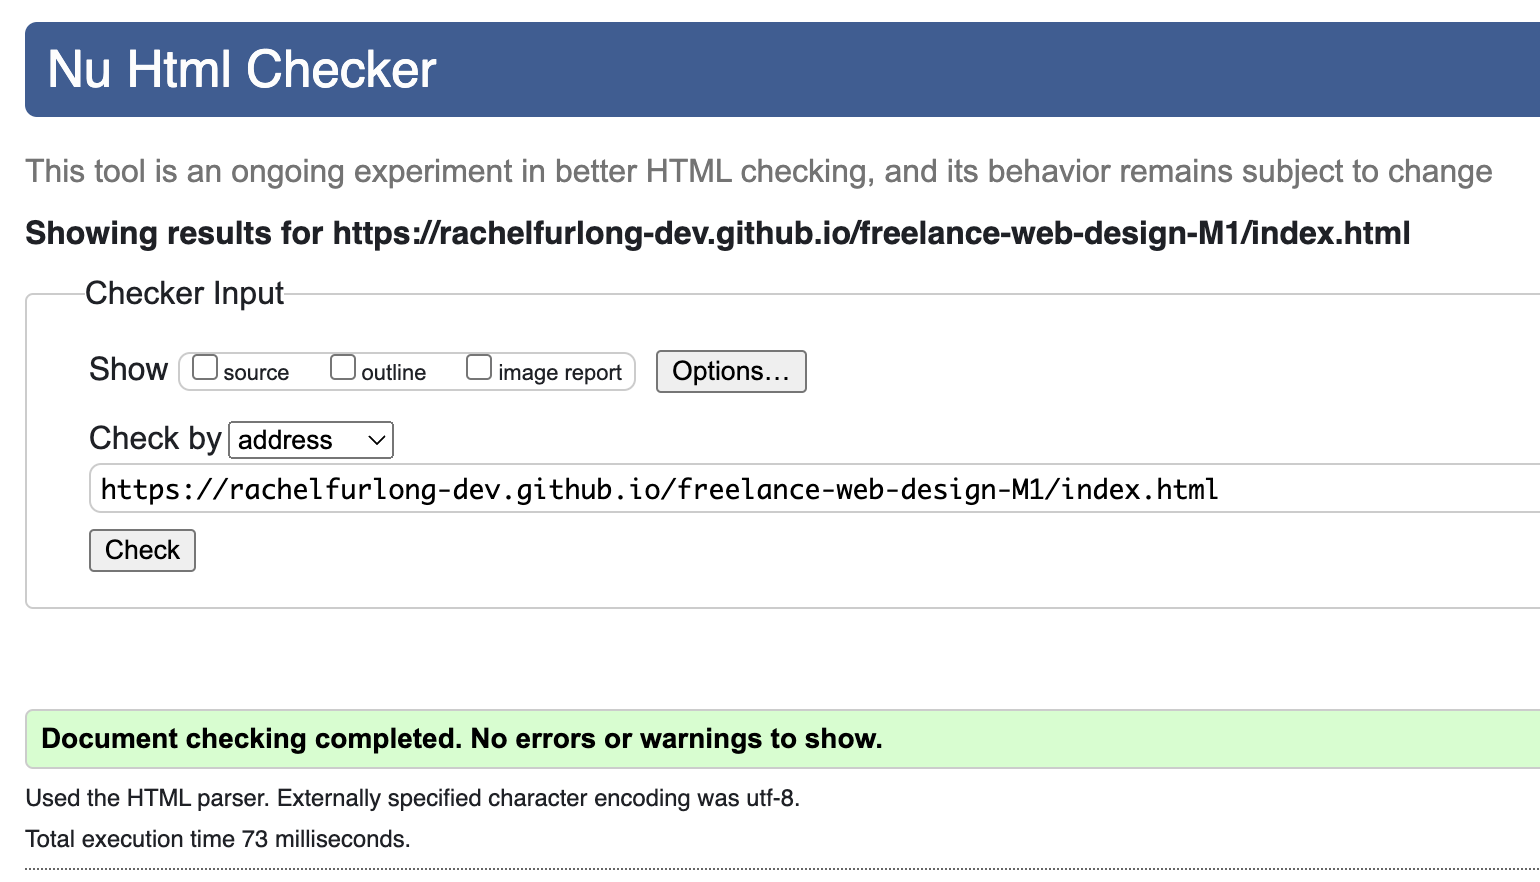 Nu Html Checker
This tool is an ongoing experiment in better HTML checking, and its behavior remains subject to change
Showing results for https://rachelfurlong-dev.github.io/freelance-web-design-M1/index.html
Checker Input
Show source outline image report Options…
Check by address
https://rachelfurlong-dev.github.io/freelance-web-design-M1/index.html
Check
Document checking completed. No errors or warnings to show.
Used the HTML parser. Externally specified character encoding was utf-8.
Total execution time 73 milliseconds.